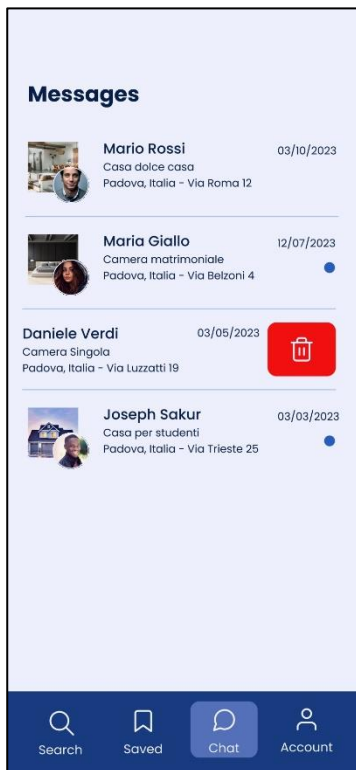 Messages
Mario Rossi 03/10/2023
Casa dolce casa
Padova, Italia - Via Roma 12
Maria Giallo 12/07/2023
Camera matrimoniale
Padova, Italia - Via Belzoni 4
Daniele Verdi 03/05/2023
Camera Singola
Padova, Italia - Via Luzzatti 19
Joseph Sakur 03/03/2023
Casa per studenti
Padova, Italia - Via Trieste 25
Search Saved Chat Account